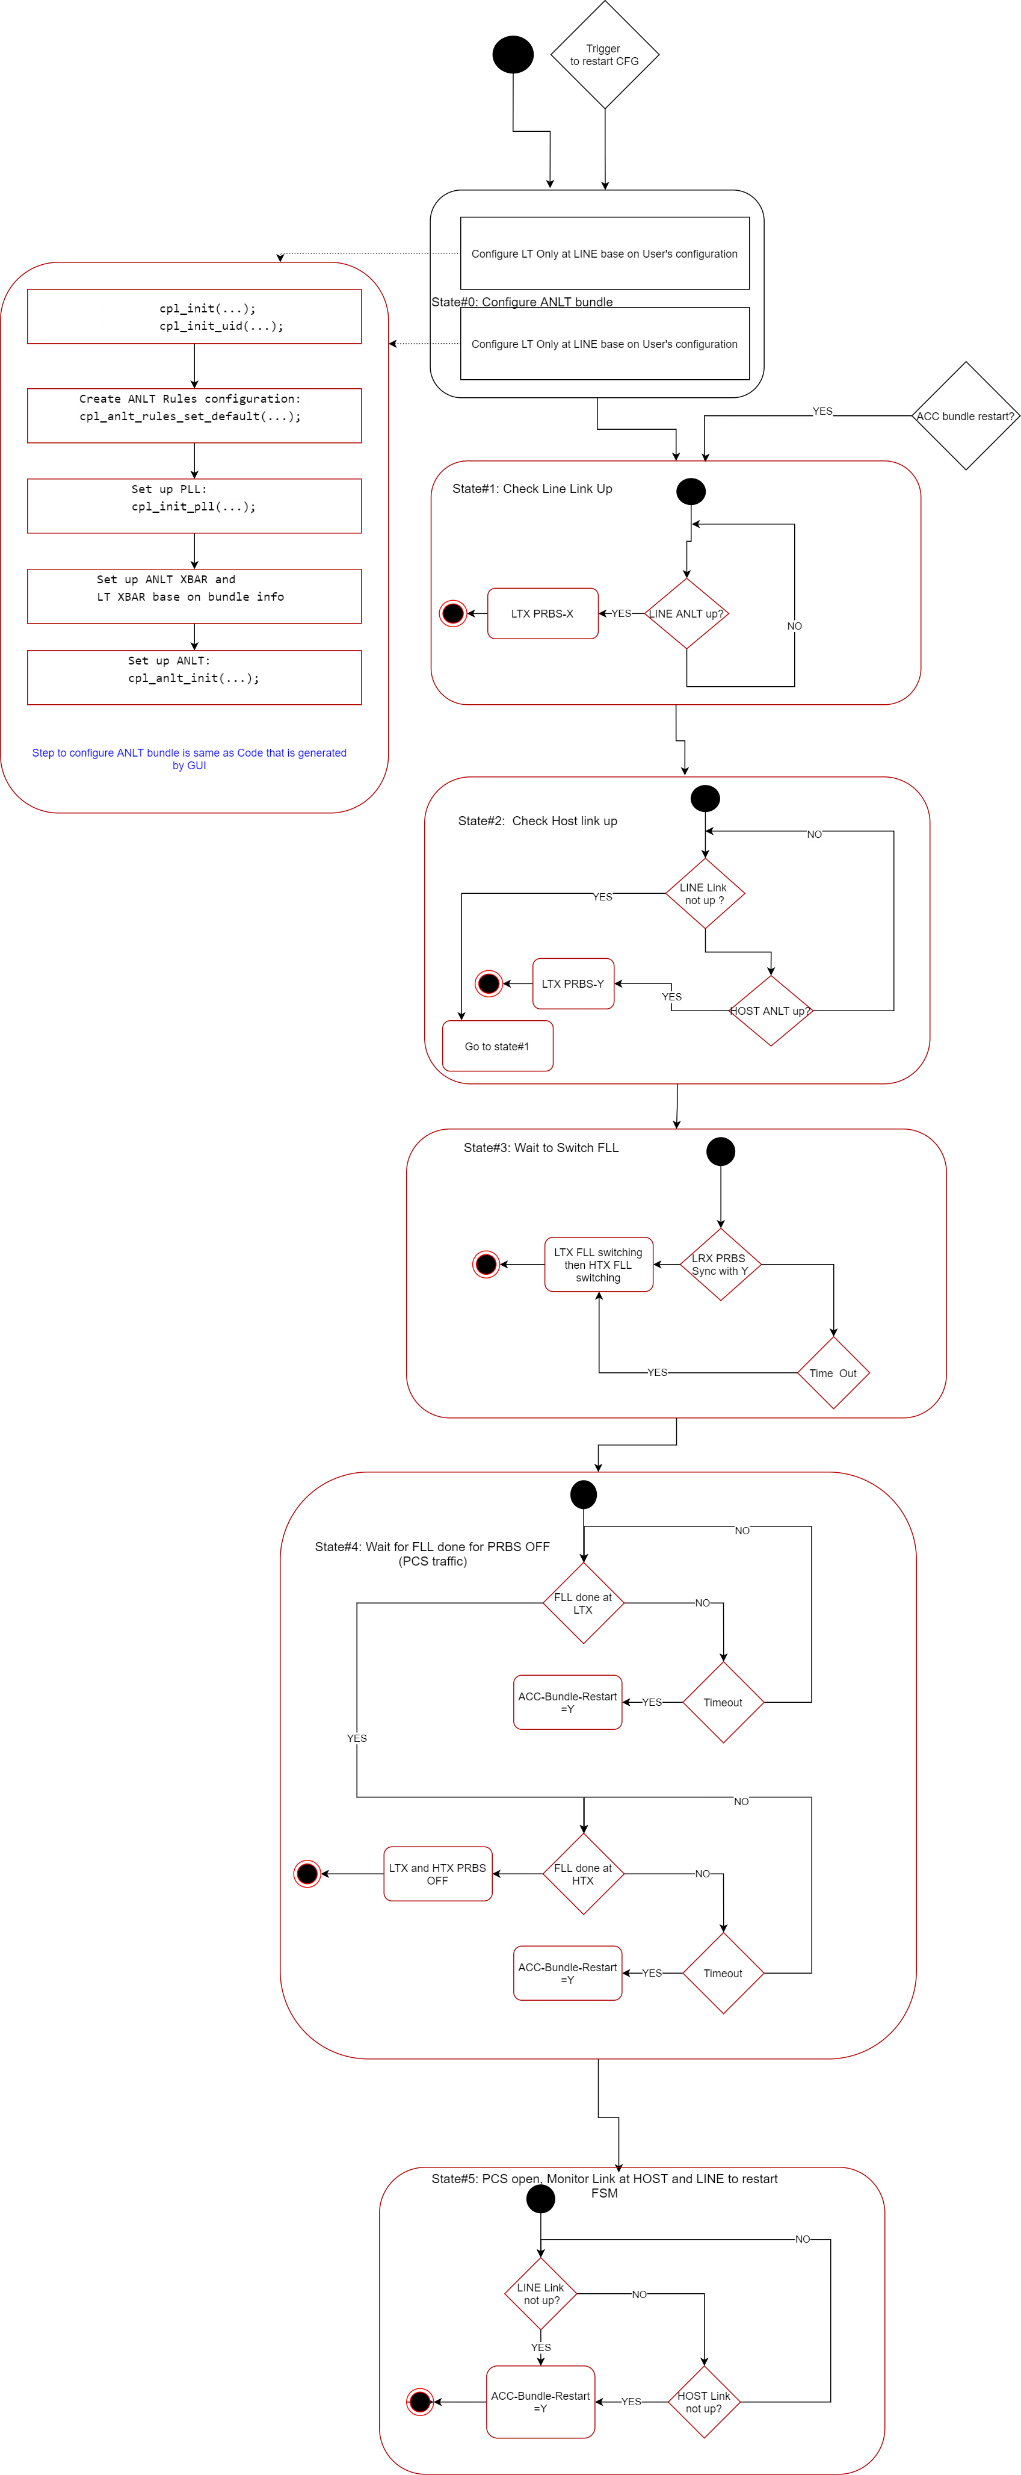 Trigger
to restart CFG
Configure LT Only at LINE base on User's configuration
State#0: Configure ANLT bundle
Configure LT Only at LINE base on User's configuration
cpl_init(...);
cpl_init_uid(...);
Create ANLT Rules configuration:
cpl_anlt_rules_set_default(...);
Set up PLL:
cpl_init_pll(...);
Set up ANLT XBAR and
LT XBAR base on bundle info
Set up ANLT:
cpl_anlt_init(...);
Step to configure ANLT bundle is same as Code that is generated
by GUI
YES
ACC bundle restart?
State#1: Check Line Link Up
LTX PRBS-X
YES
LINE ANLT up?
NO
State#2:  Check Host link up
NO
LINE Link
not up ?
YES
LTX PRBS-Y
YES
HOST ANLT up?
Go to state#1
State#3: Wait to Switch FLL
LTX FLL switching
then HTX FLL
switching
LRX PRBS
Sync with Y
YES
Time  Out
NO
State#4: Wait for FLL done for PRBS OFF
(PCS traffic)
FLL done at
LTX
NO
ACC-Bundle-Restart
=Y
YES
Timeout
YES
NO
LTX and HTX PRBS
OFF
FLL done at
HTX
NO
ACC-Bundle-Restart
=Y
YES
Timeout
State#5: PCS open, Monitor Link at HOST and LINE to restart
FSM
NO
LINE Link
not up?
NO
YES
ACC-Bundle-Restart
=Y
YES
HOST Link
not up?